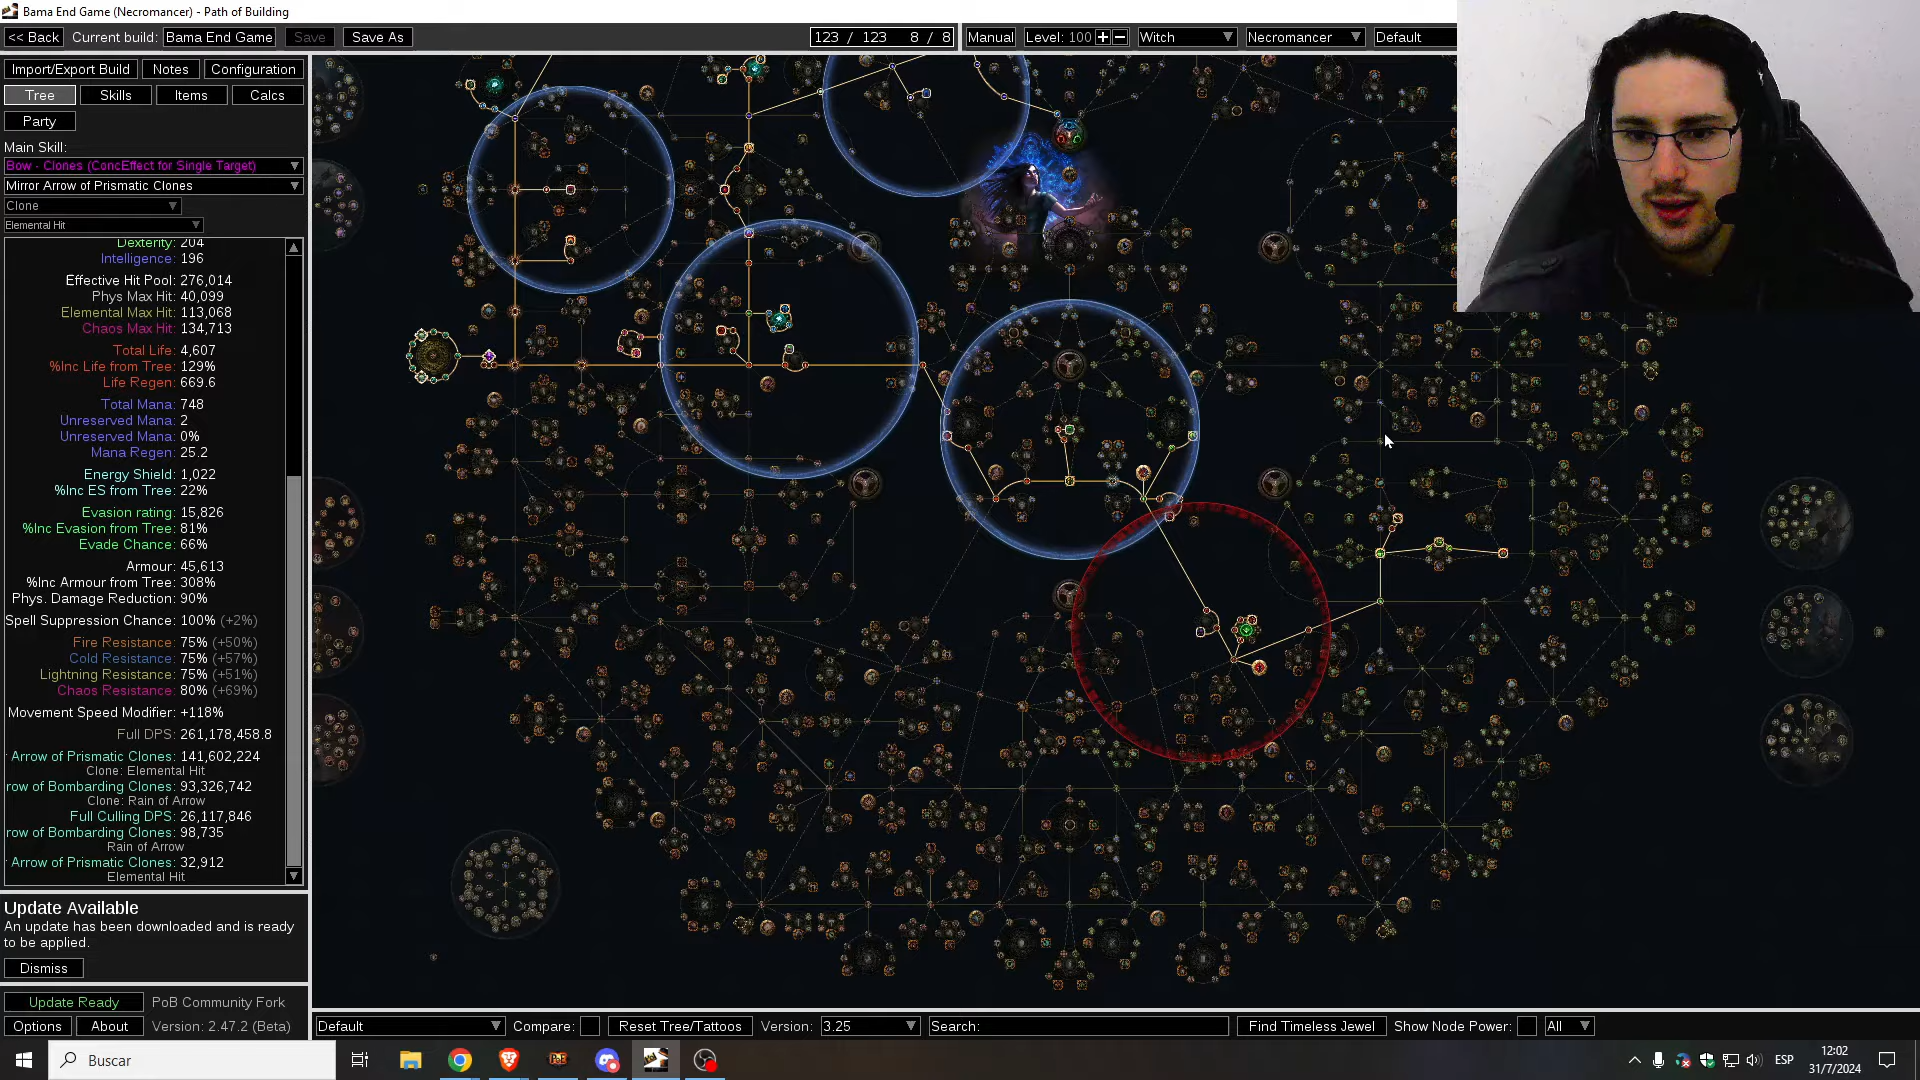 Bama End Game (Necromancer) - Path of Building
<< Back Current build: Bama End Game Save Save As 123 / 123 8 / 8 Manual Level: 100 + − Witch Necromancer Default
Import/Export Build Notes Configuration
Tree Skills Items Calcs
Party
Main Skill:
Bow - Clones (ConcEffect for Single Target)
Mirror Arrow of Prismatic Clones
Clone
Elemental Hit
Dexterity: 204
Intelligence: 196
Effective Hit Pool: 276,014
Phys Max Hit: 40,099
Elemental Max Hit: 113,068
Chaos Max Hit: 134,713
Total Life: 4,607
%Inc Life from Tree: 129%
Life Regen: 669.6
Total Mana: 748
Unreserved Mana: 2
Unreserved Mana: 0%
Mana Regen: 25.2
Energy Shield: 1,022
%Inc ES from Tree: 22%
Evasion rating: 15,826
%Inc Evasion from Tree: 81%
Evade Chance: 66%
Armour: 45,613
%Inc Armour from Tree: 308%
Phys. Damage Reduction: 90%
Spell Suppression Chance: 100% (+2%)
Fire Resistance: 75% (+50%)
Cold Resistance: 75% (+57%)
Lightning Resistance: 75% (+51%)
Chaos Resistance: 80% (+69%)
Movement Speed Modifier: +118%
Full DPS: 261,178,458.8
Arrow of Prismatic Clones: 141,602,224
Clone: Elemental Hit
row of Bombarding Clones: 93,326,742
Clone: Rain of Arrow
Full Culling DPS: 26,117,846
row of Bombarding Clones: 98,735
Rain of Arrow
Arrow of Prismatic Clones: 32,912
Elemental Hit
Update Available
An update has been downloaded and is ready
to be applied.
Dismiss
Update Ready PoB Community Fork
Options About Version: 2.47.2 (Beta)
Default Compare: Reset Tree/Tattoos Version: 3.25 Search: Find Timeless Jewel Show Node Power: All
Buscar ESP 12:02
31/7/2024